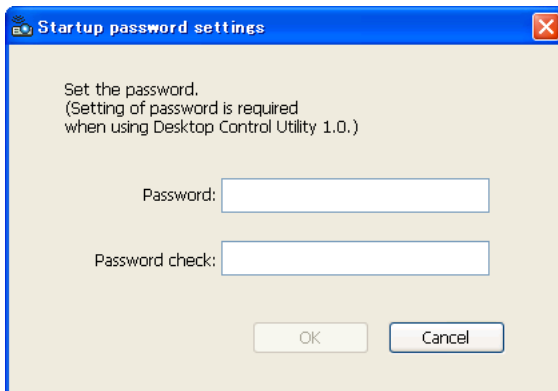 Startup password settings
Set the password.
(Setting of password is required
when using Desktop Control Utility 1.0.)
Password:
Password check:
OK
Cancel